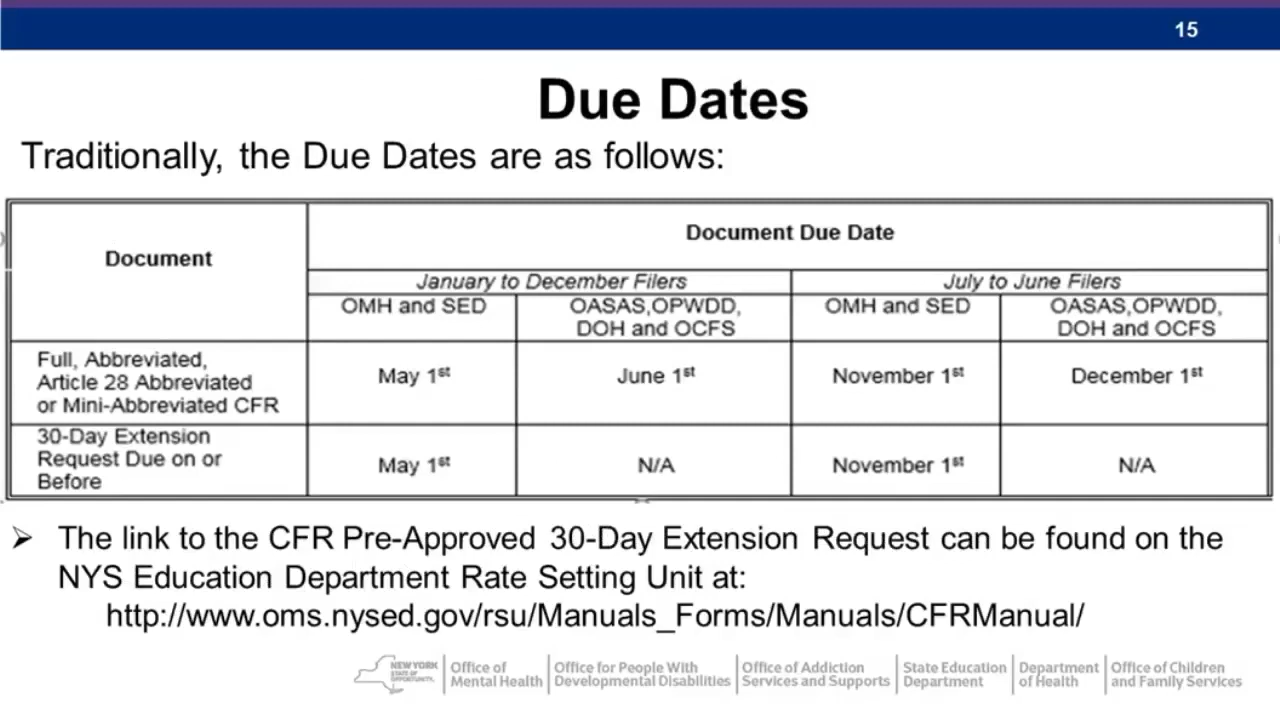 15
Due Dates
Traditionally, the Due Dates are as follows:
Document
Document Due Date
January to December Filers
July to June Filers
OMH and SED
OASAS,OPWDD,
DOH and OCFS
OMH and SED
OASAS,OPWDD,
DOH and OCFS
Full, Abbreviated,
Article 28 Abbreviated
or Mini-Abbreviated CFR
May 1st
June 1st
November 1st
December 1st
30-Day Extension
Request Due on or
Before
May 1st
N/A
November 1st
N/A
➢ The link to the CFR Pre-Approved 30-Day Extension Request can be found on the
NYS Education Department Rate Setting Unit at:
http://www.oms.nysed.gov/rsu/Manuals_Forms/Manuals/CFRManual/
NEW YORK
STATE OF
OPPORTUNITY.
Office of
Mental Health
Office for People With
Developmental Disabilities
Office of Addiction
Services and Supports
State Education
Department
Department
of Health
Office of Children
and Family Services